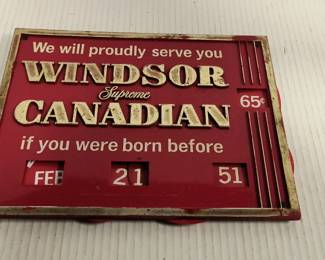 We will proudly serve you
WINDSOR
Supreme
65¢
CANADIAN
if you were born before
FEB 21 51